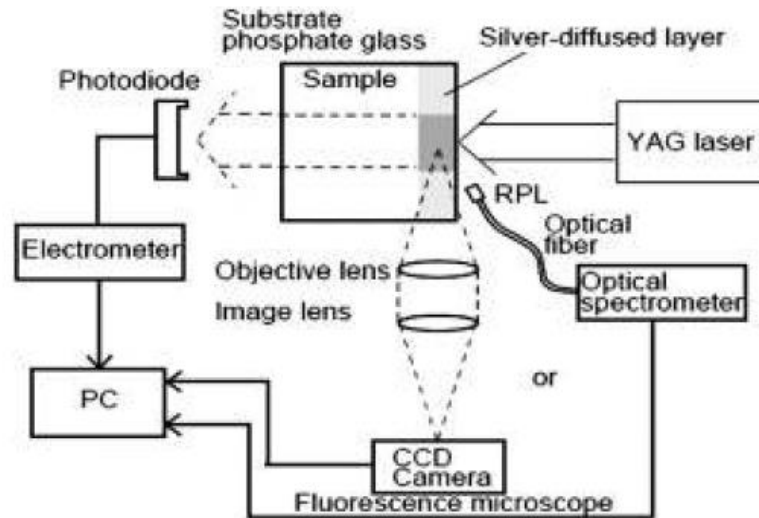 Substrate
phosphate glass
Silver-diffused layer
Photodiode
Sample
YAG laser
RPL
Optical
fiber
Electrometer
Objective lens
Optical
spectrometer
Image lens
or
PC
CCD
Camera
Fluorescence microscope